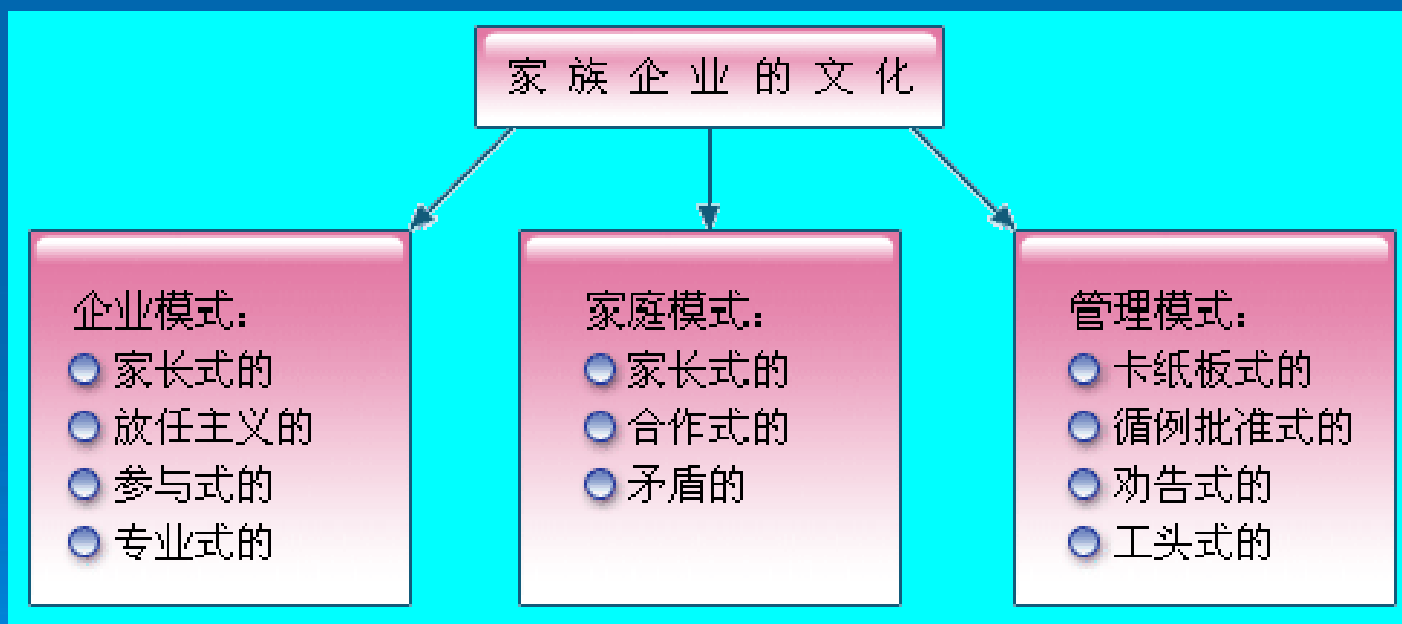 家族企业的文化
企业模式：
家长式的
放任主义的
参与式的
专业式的
家庭模式：
家长式的
合作式的
矛盾的
管理模式：
卡纸板式的
循例批准式的
劝告式的
工头式的